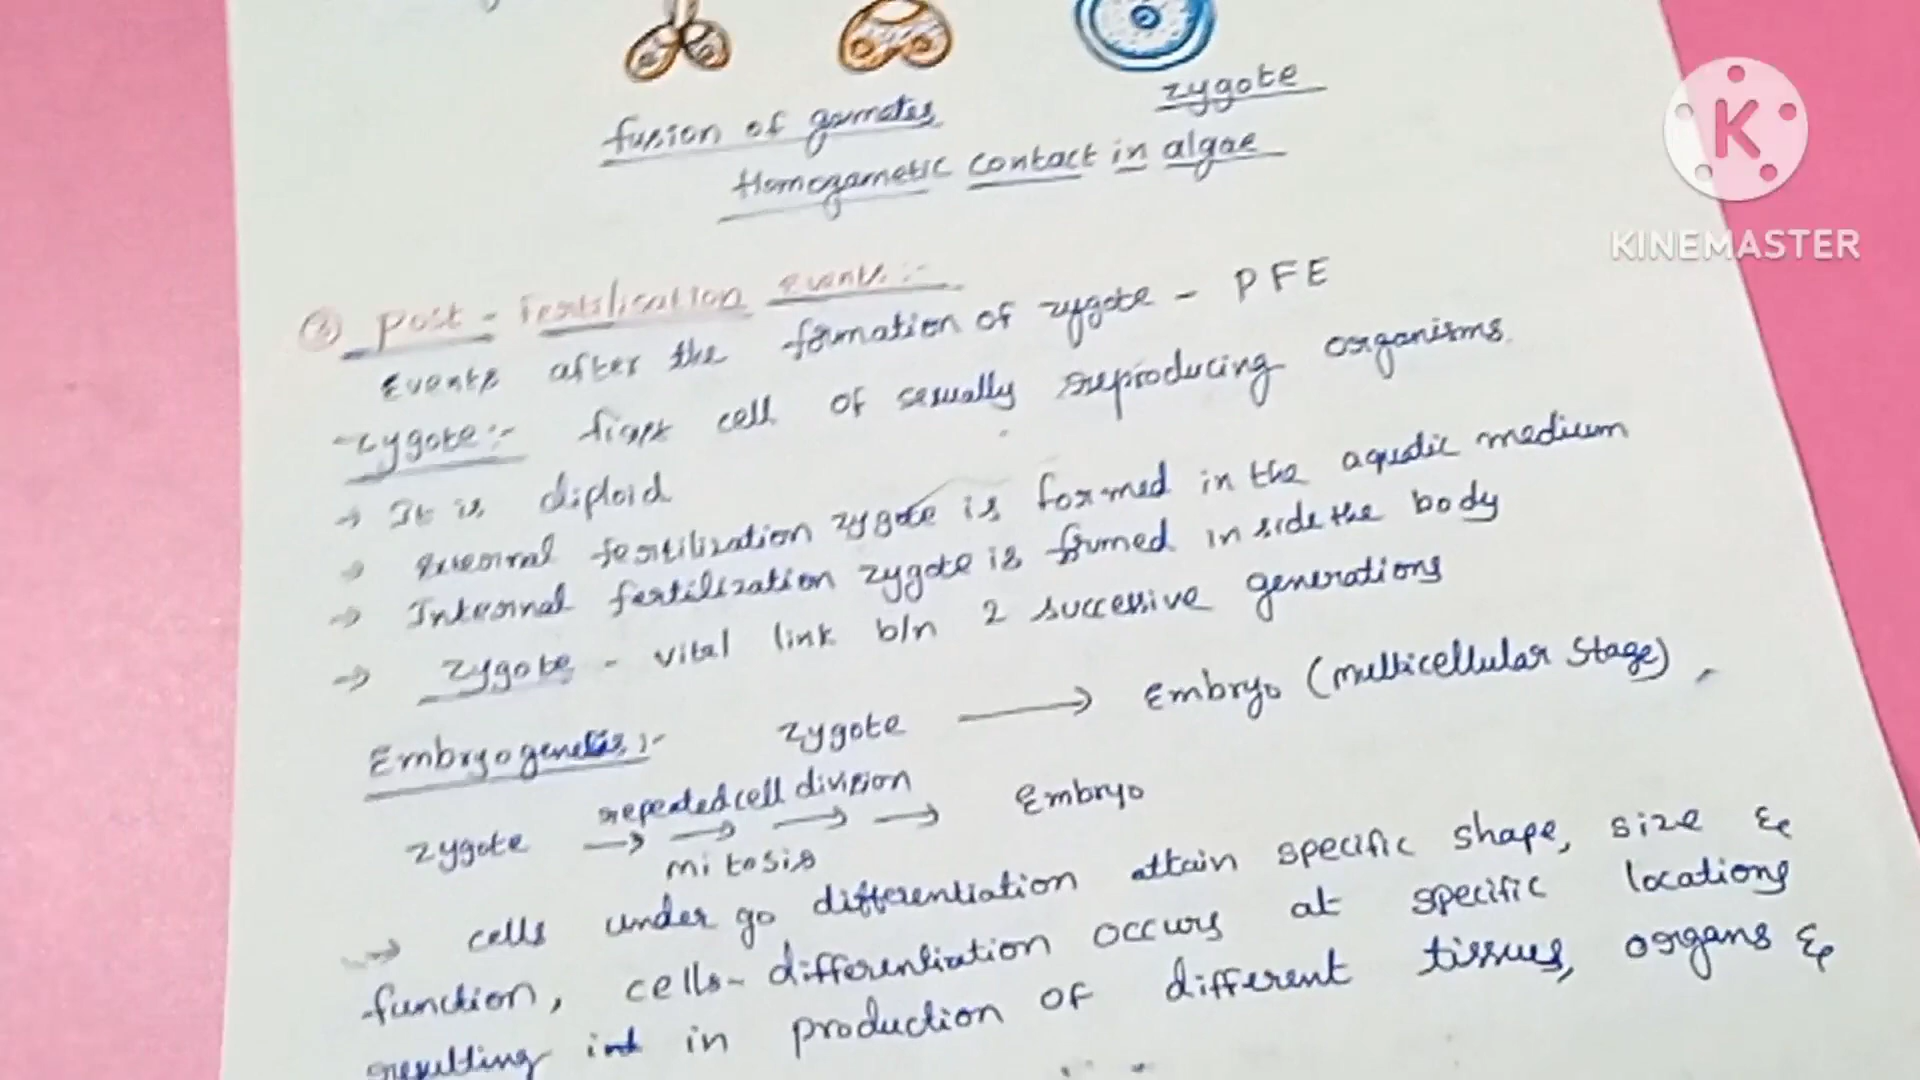 zygote
fusion of gametes
Homogametic contact in algae
K
KINEMASTER
③ Post - fertilisation events :-
Events after the formation of zygote - PFE
zygote :- first cell of sexually reproducing organisms.
→ It is diploid
→ External fertilization zygote is formed in the aquatic medium
→ Internal fertilization zygote is formed inside the body
→ Zygote - vital link b/n 2 successive generations
Embryogenesis :- zygote → Embryo (multicellular stage)
repeated cell division
zygote → → → → Embryo
mitosis
→ cells under go differentiation attain specific shape, size &
function, cells - differentiation occurs at specific locations
resulting in production of different tissues, organs &